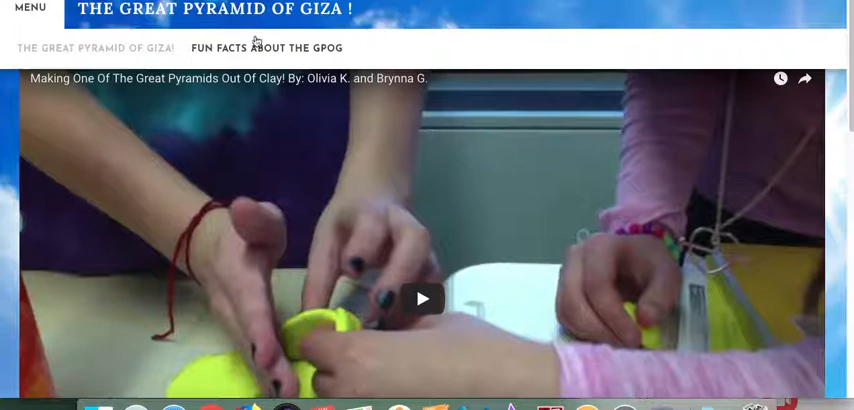 MENU
THE GREAT PYRAMID OF GIZA !
THE GREAT PYRAMID OF GIZA! FUN FACTS ABOUT THE GPOG
Making One Of The Great Pyramids Out Of Clay! By: Olivia K. and Brynna G.